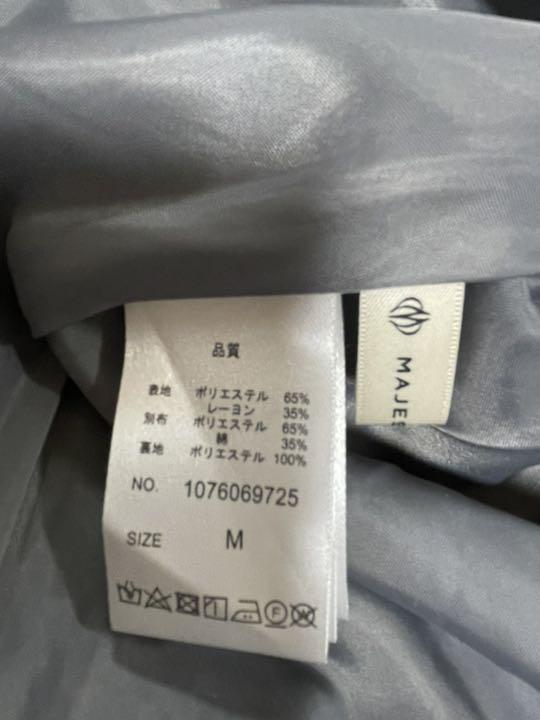 品質
表地 ポリエステル 65%
レーヨン 35%
別布 ポリエステル 65%
綿 35%
裏地 ポリエステル 100%
NO. 1076069725
SIZE M
MAJES